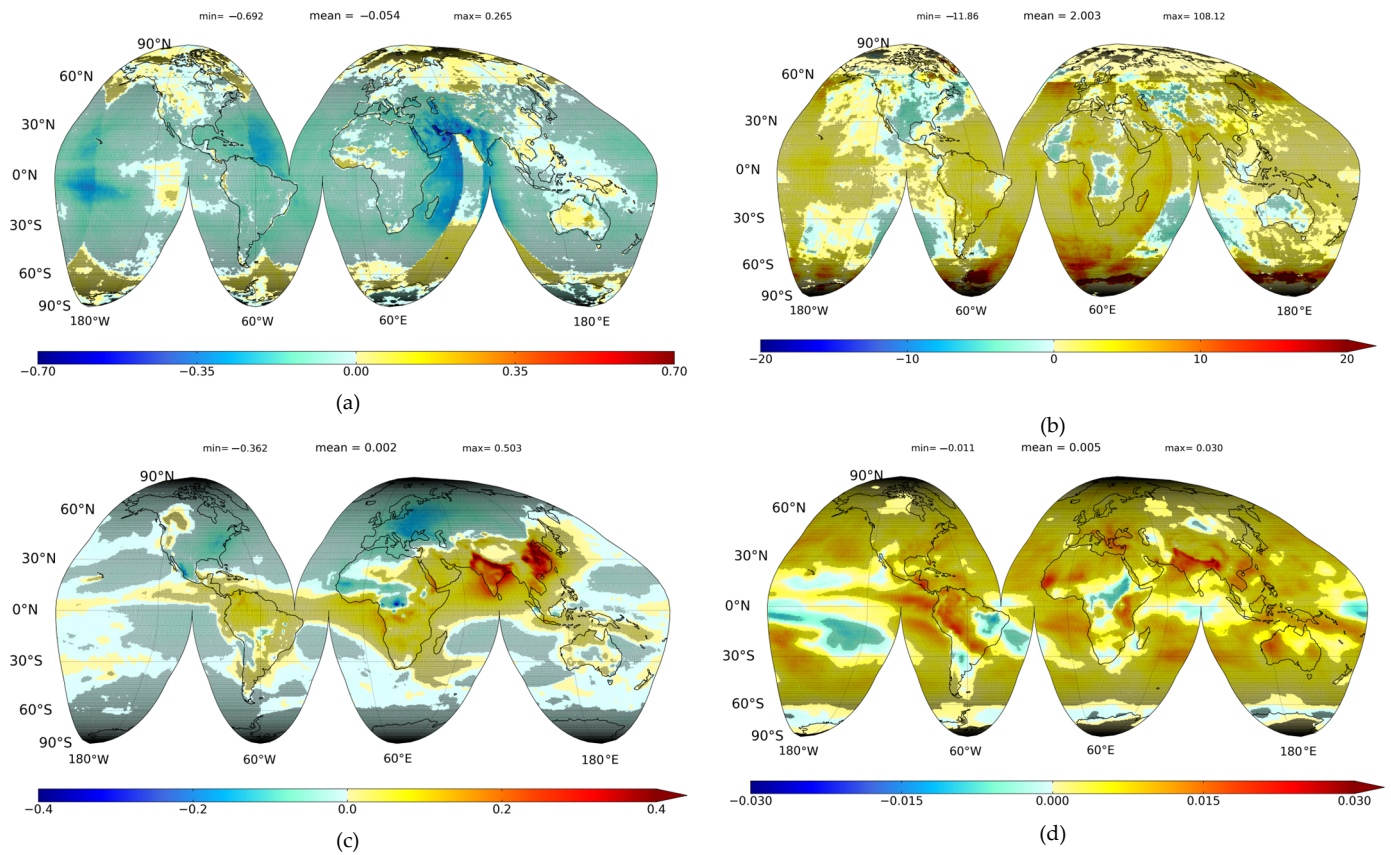 min= −0.692 mean = −0.054 max= 0.265
90°N
60°N
30°N
0°N
30°S
60°S
90°S
180°W 60°W 60°E 180°E
−0.70 −0.35 0.00 0.35 0.70
(a)
min= −11.86 mean = 2.003 max= 108.12
90°N
60°N
30°N
0°N
30°S
60°S
90°S
180°W 60°W 60°E 180°E
−20 −10 0 10 20
(b)
min= −0.362 mean = 0.002 max= 0.503
90°N
60°N
30°N
0°N
30°S
60°S
90°S
180°W 60°W 60°E 180°E
−0.4 −0.2 0.0 0.2 0.4
(c)
min= −0.011 mean = 0.005 max= 0.030
90°N
60°N
30°N
0°N
30°S
60°S
90°S
180°W 60°W 60°E 180°E
−0.030 −0.015 0.000 0.015 0.030
(d)